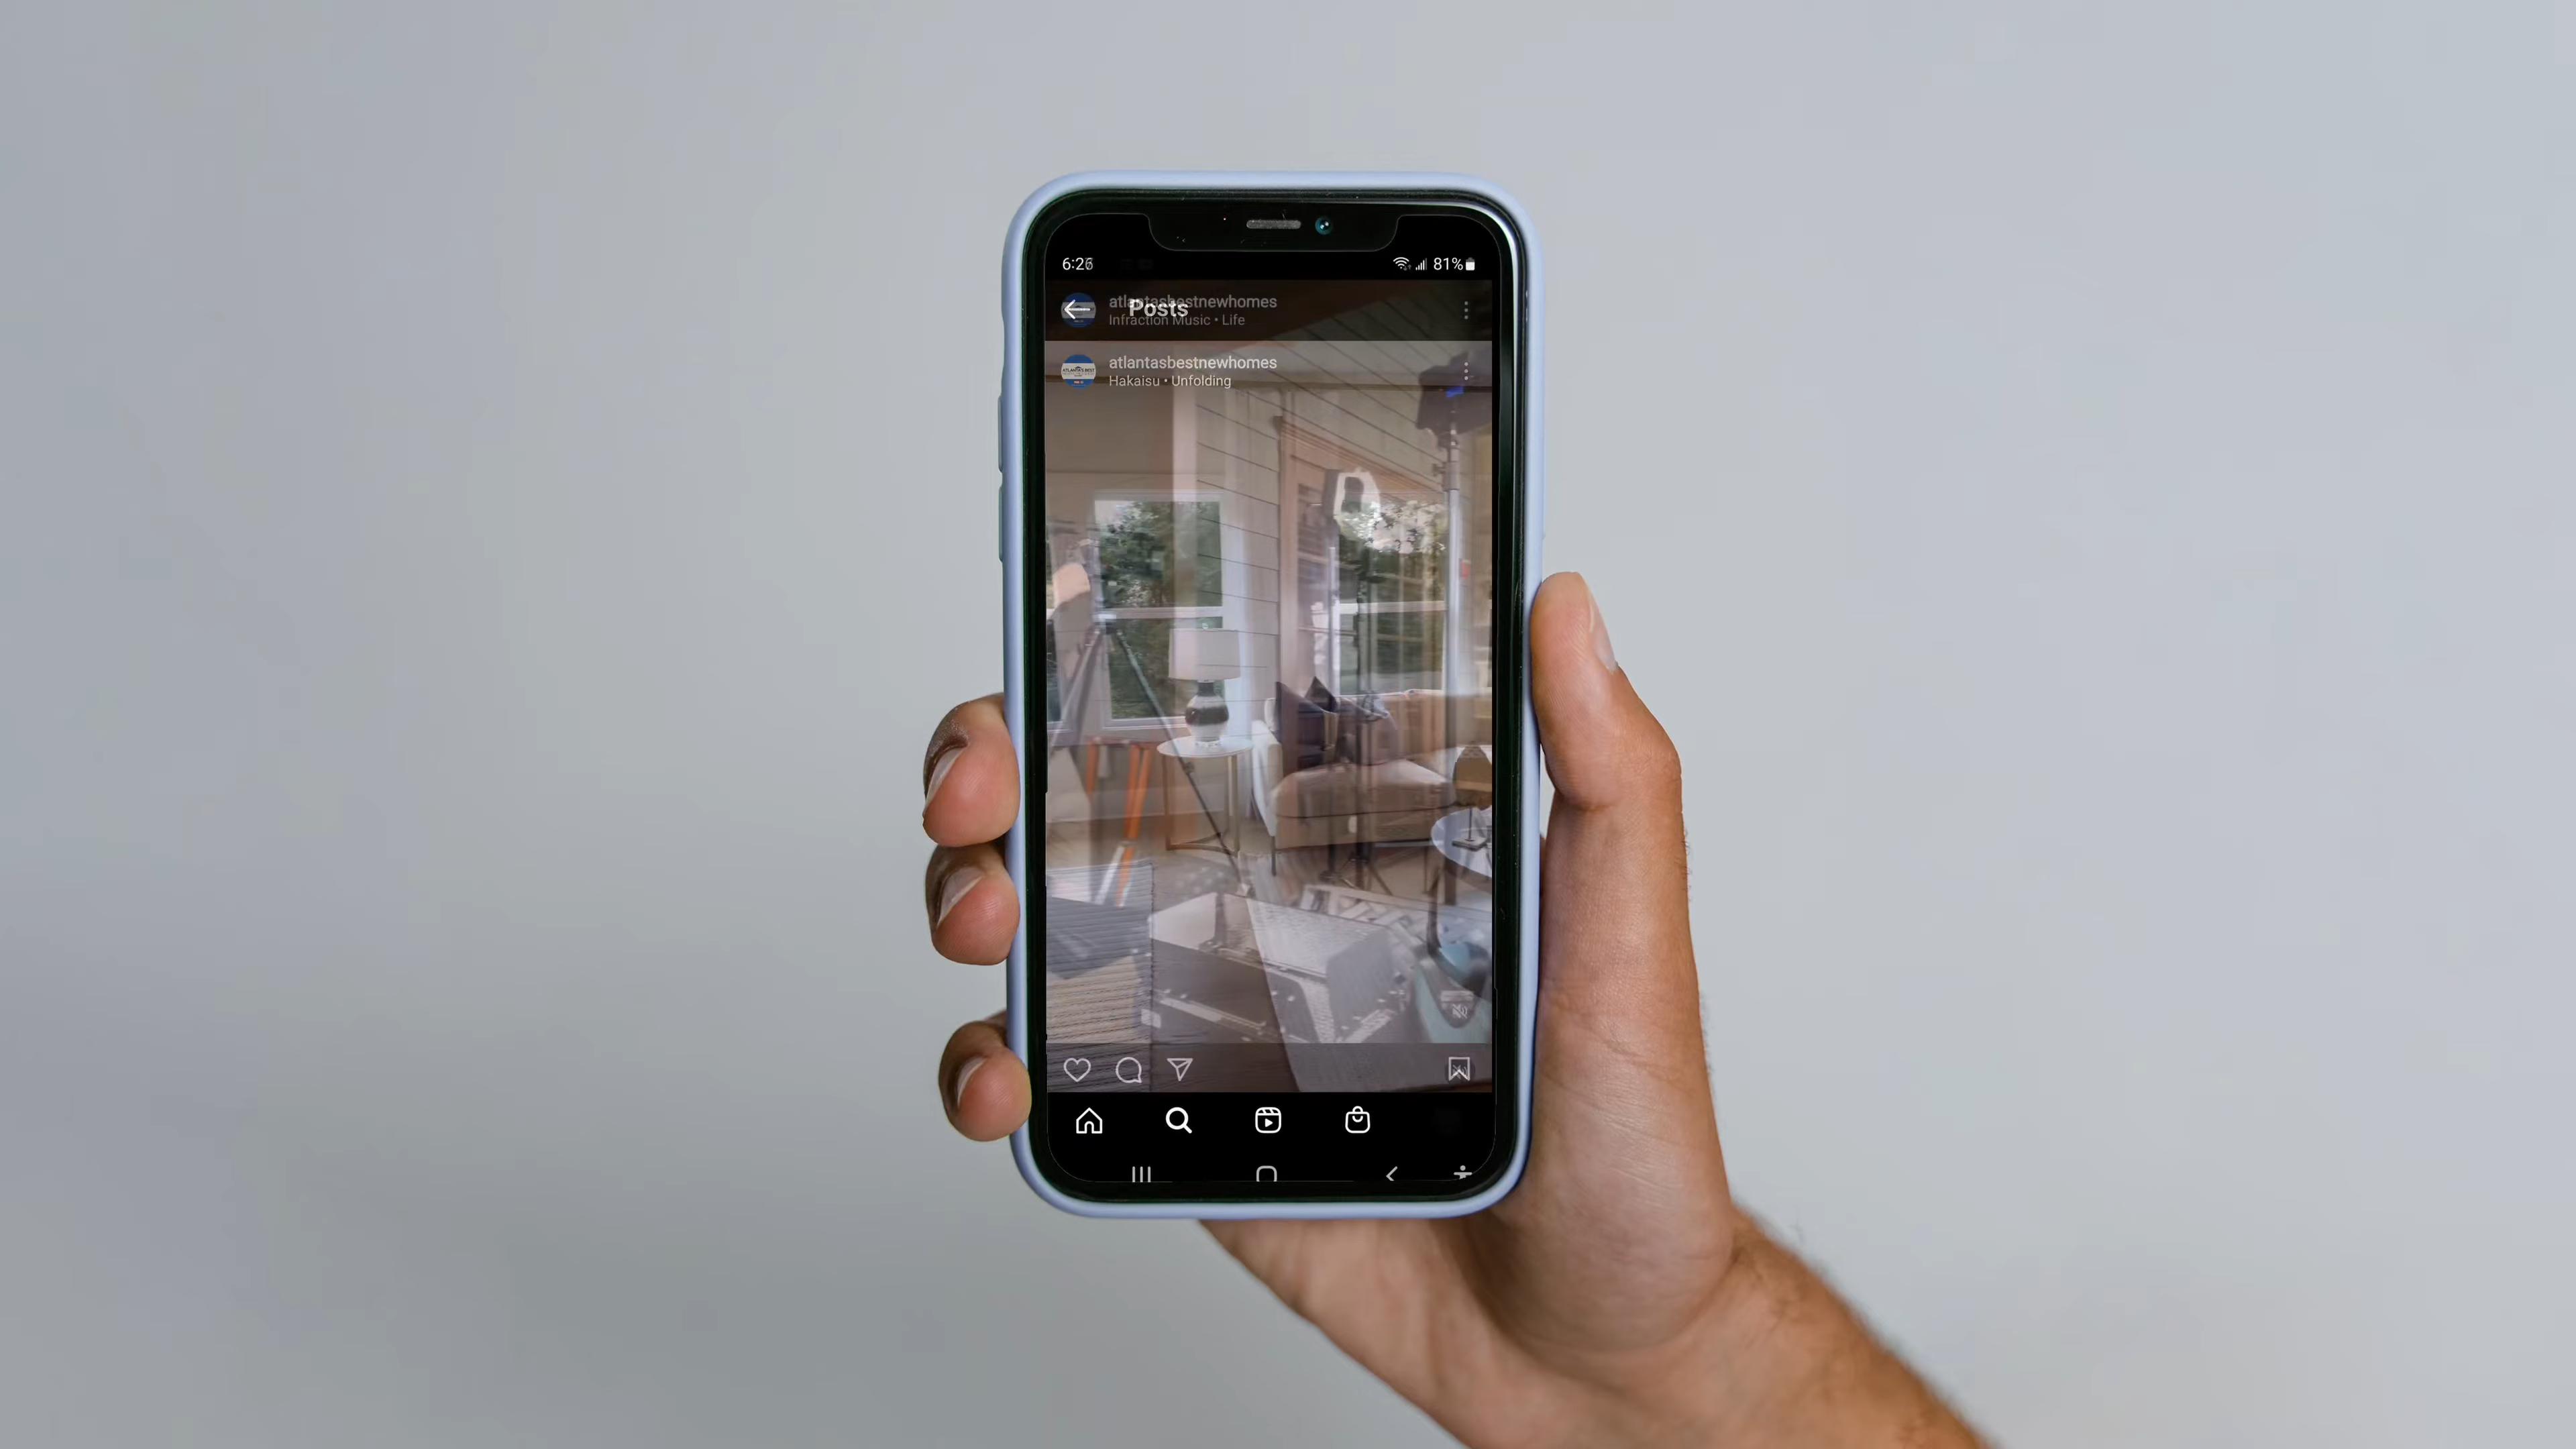 6:26
81%
atlantasbestnewhomes
Posts
Infraction Music • Life
atlantasbestnewhomes
Hakaisu • Unfolding